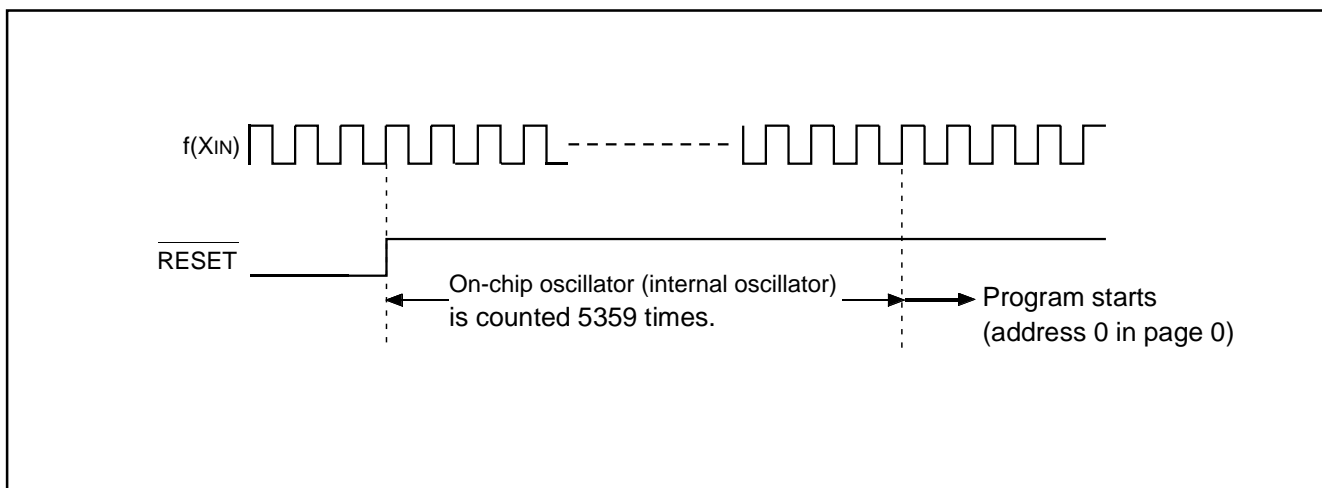 f(XIN)
RESET
On-chip oscillator (internal oscillator)
is counted 5359 times.
Program starts
(address 0 in page 0)